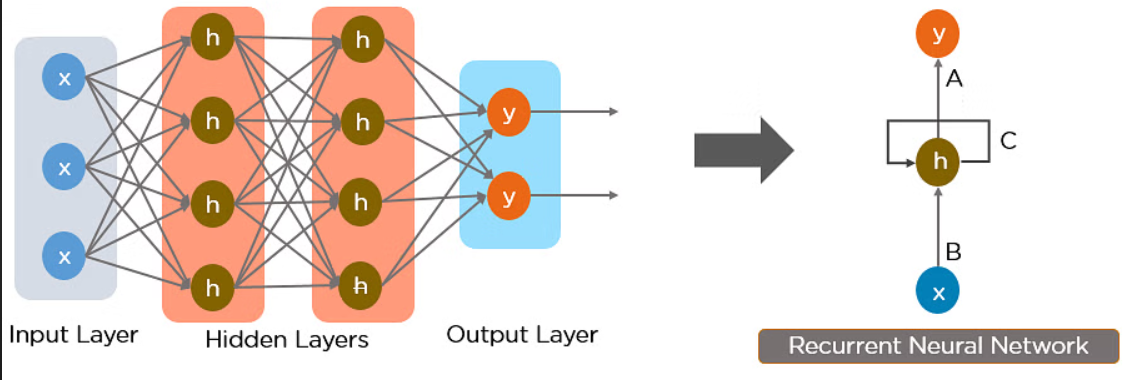 x
x
x
h
h
h
h
h
h
h
h
y
y
Input Layer
Hidden Layers
Output Layer
y
A
C
h
B
x
Recurrent Neural Network